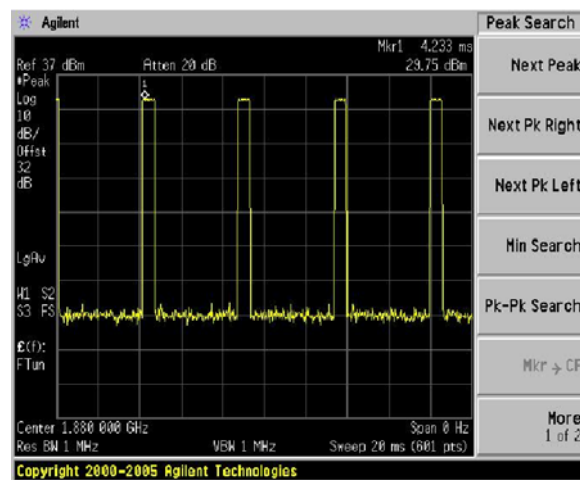 Agilent
Peak Search
Mkr1 4.233 ms
Ref 37 dBm Atten 20 dB 29.75 dBm
#Peak
Log
10
dB/
Offst
32
dB
LgAv
W1 S2
S3 FS
£(f):
FTun
1
Center 1.880 000 GHz Span 0 Hz
Res BW 1 MHz VBW 1 MHz Sweep 20 ms (601 pts)
Copyright 2000-2005 Agilent Technologies
Next Peak
Next Pk Right
Next Pk Left
Min Search
Pk-Pk Search
Mkr → CF
More
1 of 2